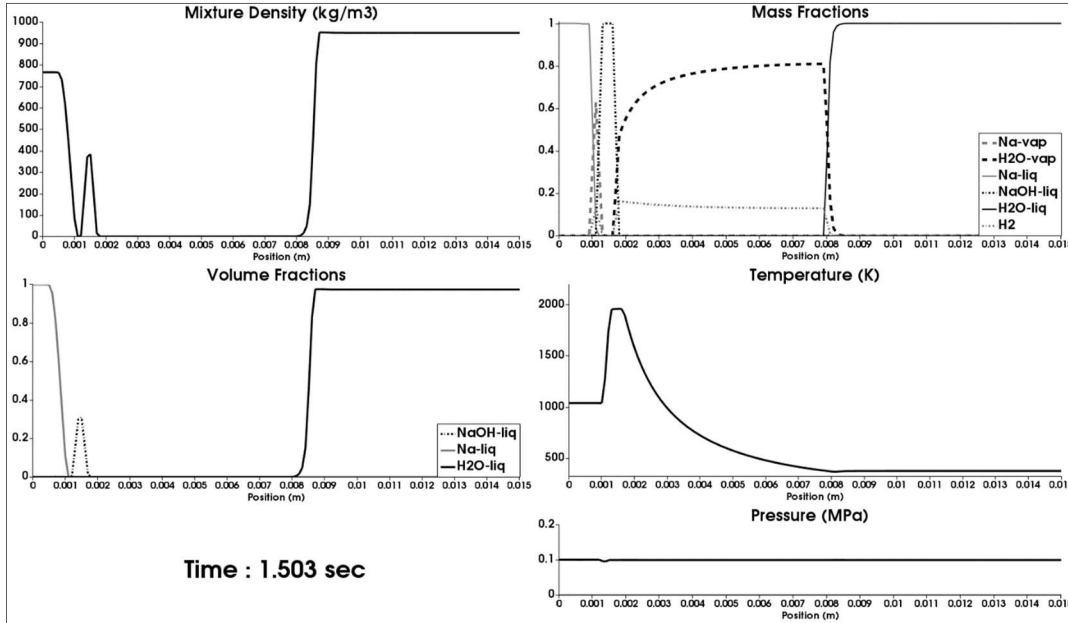 Mixture Density (kg/m3)
1000
900
800
700
600
500
400
300
200
100
0
0 0.001 0.002 0.003 0.004 0.005 0.006 0.007 0.008 0.009 0.01 0.011 0.012 0.013 0.014 0.015
Position (m)
Mass Fractions
1
0.8
0.6
0.4
0.2
0
Na-vap
H2O-vap
Na-liq
NaOH-liq
H2O-liq
H2
0 0.001 0.002 0.003 0.004 0.005 0.006 0.007 0.008 0.009 0.01 0.011 0.012 0.013 0.014 0.015
Position (m)
Volume Fractions
1
0.8
0.6
0.4
0.2
0
NaOH-liq
Na-liq
H2O-liq
0 0.001 0.002 0.003 0.004 0.005 0.006 0.007 0.008 0.009 0.01 0.011 0.012 0.013 0.014 0.015
Position (m)
Temperature (K)
2000
1500
1000
500
0 0.001 0.002 0.003 0.004 0.005 0.006 0.007 0.008 0.009 0.01 0.011 0.012 0.013 0.014 0.015
Position (m)
Pressure (MPa)
0.2
0.1
0
0 0.001 0.002 0.003 0.004 0.005 0.006 0.007 0.008 0.009 0.01 0.011 0.012 0.013 0.014 0.015
Position (m)
Time : 1.503 sec